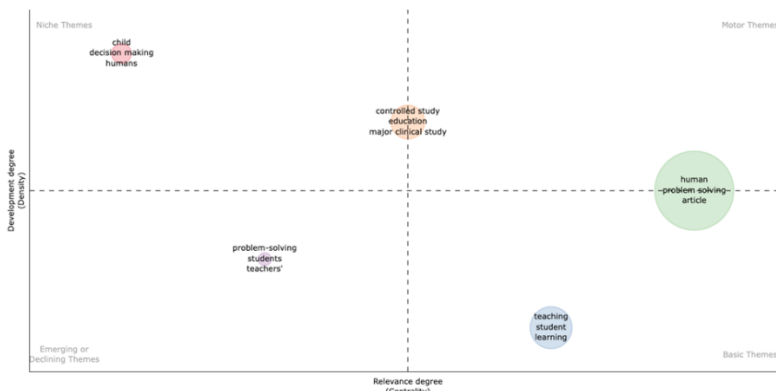 Niche Themes
Motor Themes
child
decision making
humans
controlled study
education
major clinical study
human
problem solving
article
Development degree
(Density)
problem-solving
students
teachers'
teaching
student
learning
Emerging or
Declining Themes
Basic Themes
Relevance degree
(Centrality)